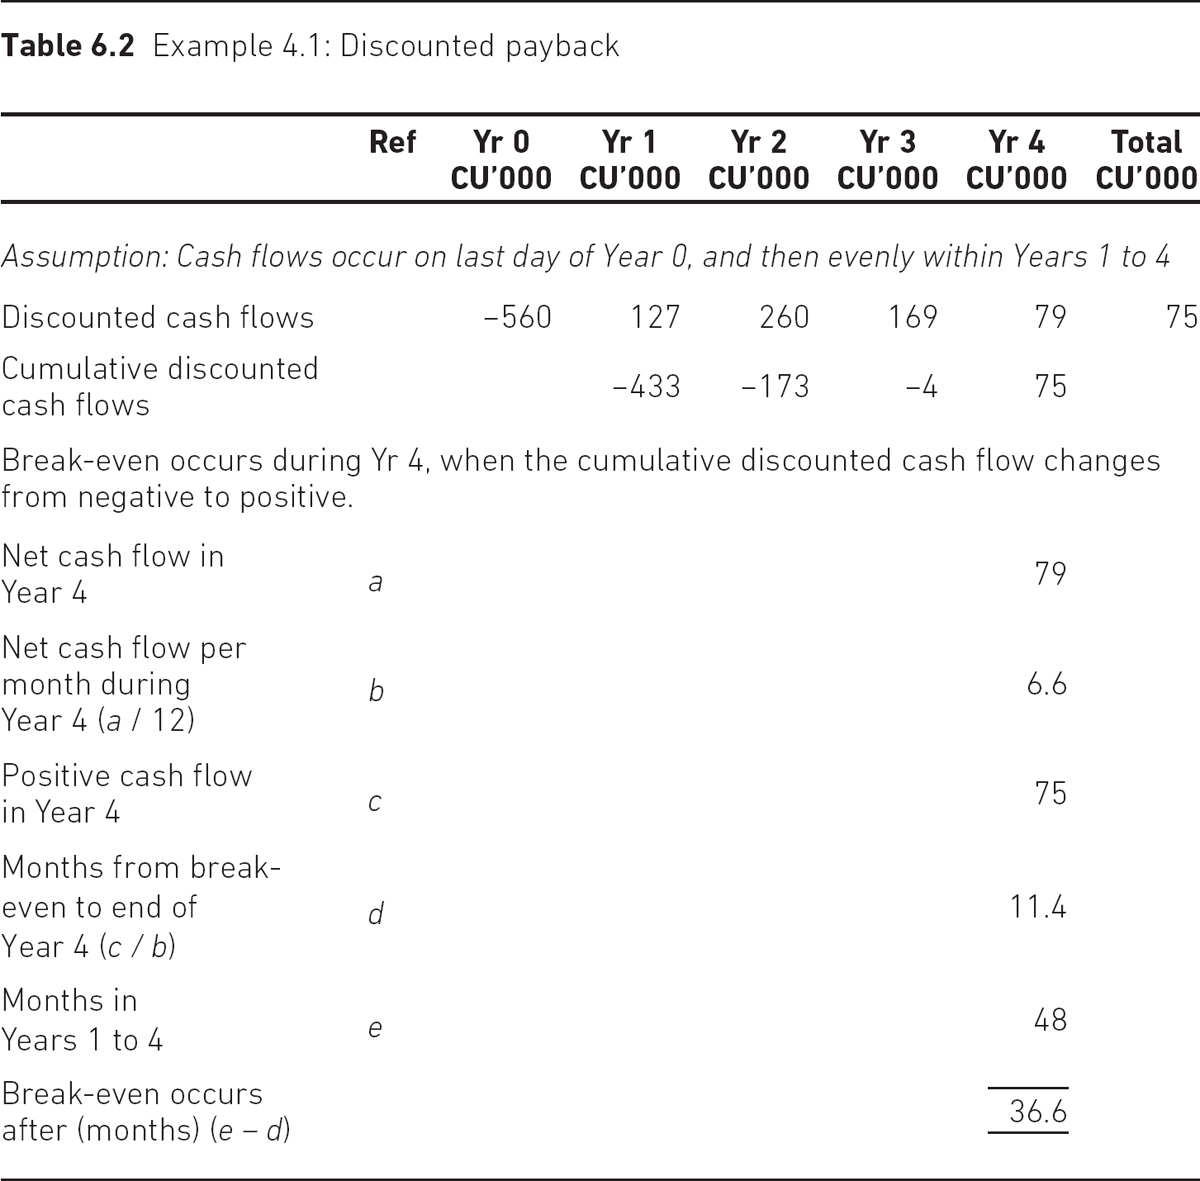 Table 6.2 Example 4.1: Discounted payback
Ref Yr 0 Yr 1 Yr 2 Yr 3 Yr 4 Total
CU’000 CU’000 CU’000 CU’000 CU’000 CU’000
Assumption: Cash flows occur on last day of Year 0, and then evenly within Years 1 to 4
Discounted cash flows –560 127 260 169 79 75
Cumulative discounted
cash flows –433 –173 –4 75
Break-even occurs during Yr 4, when the cumulative discounted cash flow changes
from negative to positive.
Net cash flow in
Year 4 a 79
Net cash flow per
month during b 6.6
Year 4 (a / 12)
Positive cash flow
in Year 4 c 75
Months from break-
even to end of d 11.4
Year 4 (c / b)
Months in
Years 1 to 4 e 48
Break-even occurs
after (months) (e – d) 36.6